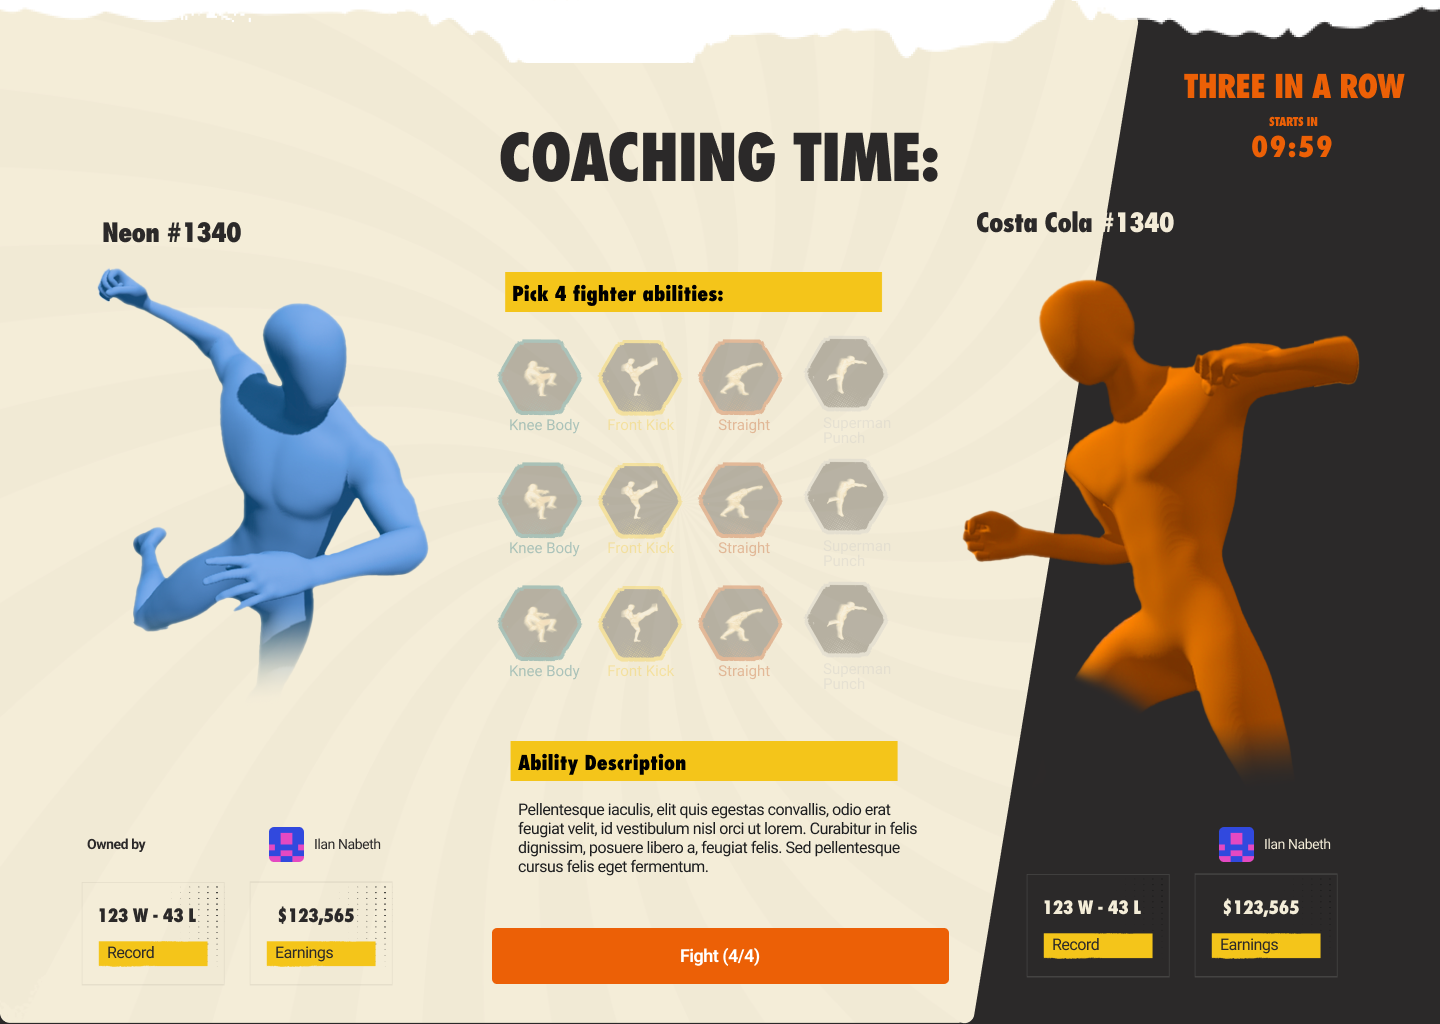 THREE IN A ROW
STARTS IN
09:59
COACHING TIME:
Neon #1340
Costa Cola #1340
Pick 4 fighter abilities:
Knee Body
Front Kick
Straight
Superman
Punch
Knee Body
Front Kick
Straight
Superman
Punch
Knee Body
Front Kick
Straight
Superman
Punch
Ability Description
Pellentesque iaculis, elit quis egestas convallis, odio erat
feugiat velit, id vestibulum nisl orci ut lorem. Curabitur in felis
dignissim, posuere libero a, feugiat felis. Sed pellentesque
cursus felis eget fermentum.
Fight (4/4)
Owned by
Ilan Nabeth
123 W - 43 L
Record
$123,565
Earnings
Ilan Nabeth
123 W - 43 L
Record
$123,565
Earnings